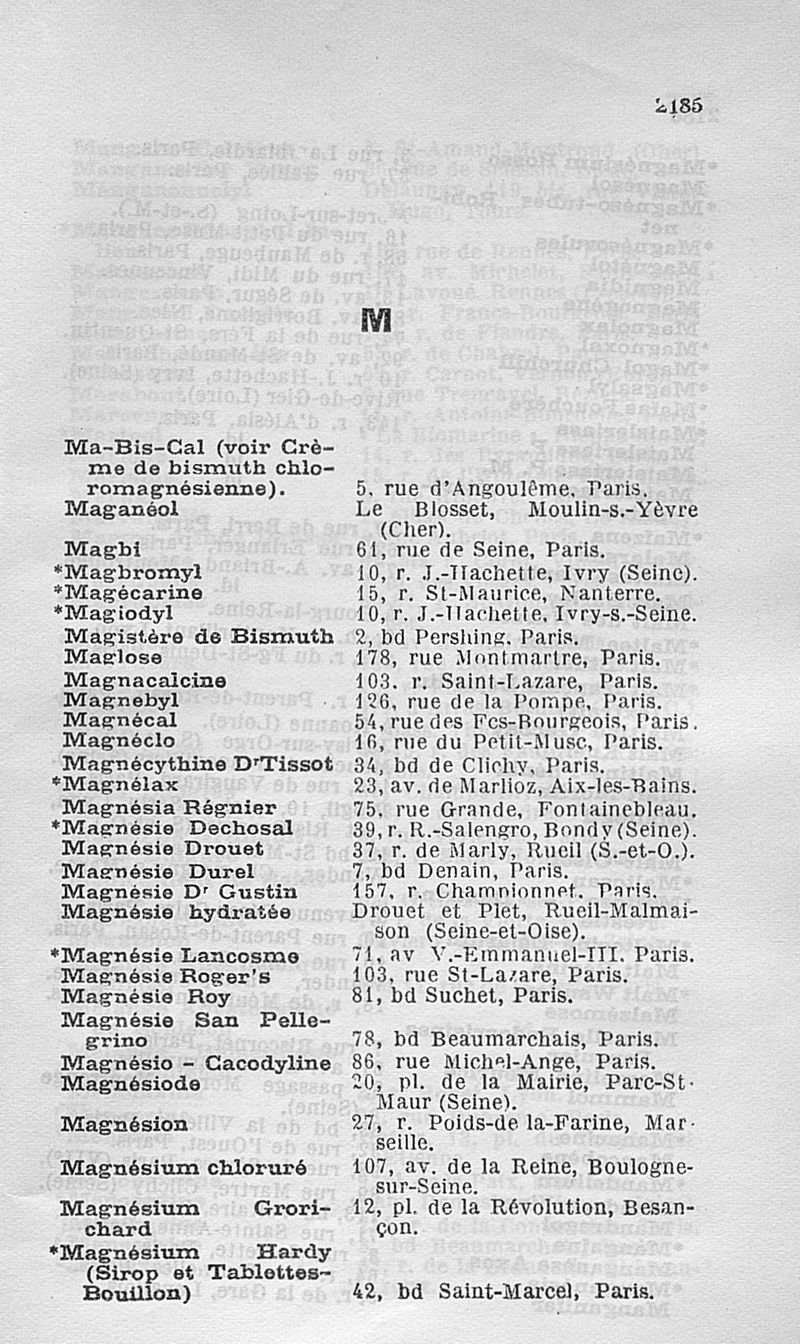 2185
M
Ma-Bis-Cal (voir Crè-
me de bismuth chlo-
romagnésienne). 5, rue d'Angoulême, Paris.
Maganéol Le Blosset, Moulin-s.-Yèvre
(Cher).
Magbi 61, rue de Seine, Paris.
*Magbromyl 10, r. J.-Hachette, Ivry (Seine).
*Magécarine 15, r. St-Maurice, Nanterre.
*Magiodyl 10, r. J.-Hachette, Ivry-s.-Seine.
Magistère de Bismuth 2, bd Pershing, Paris.
Maglose 178, rue Montmartre, Paris.
Magnacalcine 103, r. Saint-Lazare, Paris.
Magnebyl 126, rue de la Pompe, Paris.
Magnécal 54, rue des Fcs-Bourgeois, Paris.
Magnéclo 16, rue du Petit-Musc, Paris.
Magnécythine DrTissot 34, bd de Clichy, Paris.
*Magnélax 23, av. de Marlioz, Aix-les-Bains.
Magnésia Régnier 75, rue Grande, Fontainebleau.
*Magnésie Dechosal 39, r. R.-Salengro, Bondy (Seine).
Magnésie Drouet 37, r. de Marly, Rueil (S.-et-O.).
Magnésie Durel 7, bd Denain, Paris.
Magnésie Dr Gustin 157, r. Championnet, Paris.
Magnésie hydratée Drouet et Plet, Rueil-Malmai-
son (Seine-et-Oise).
*Magnésie Lancosme 71, av V.-Emmanuel-III, Paris.
Magnésie Roger's 103, rue St-Lazare, Paris.
Magnésie Roy 81, bd Suchet, Paris.
Magnésie San Pelle-
grino 78, bd Beaumarchais, Paris.
Magnésio - Cacodyline 86, rue Michel-Ange, Paris.
Magnésiode 20, pl. de la Mairie, Parc-St-
Maur (Seine).
Magnésion 27, r. Poids-de la-Farine, Mar-
seille.
Magnésium chloruré 107, av. de la Reine, Boulogne-
sur-Seine.
Magnésium Grori- 12, pl. de la Révolution, Besan-
chard çon.
*Magnésium Hardy
(Sirop et Tablettes-
Bouillon) 42, bd Saint-Marcel, Paris.